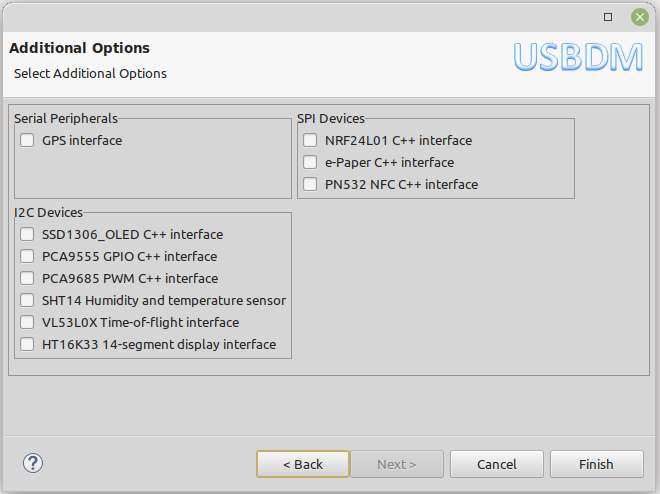 Additional Options
Select Additional Options
USBDM
Serial Peripherals
GPS interface
SPI Devices
NRF24L01 C++ interface
e-Paper C++ interface
PN532 NFC C++ interface
I2C Devices
SSD1306_OLED C++ interface
PCA9555 GPIO C++ interface
PCA9685 PWM C++ interface
SHT14 Humidity and temperature sensor
VL53L0X Time-of-flight interface
HT16K33 14-segment display interface
?
< Back
Next >
Cancel
Finish